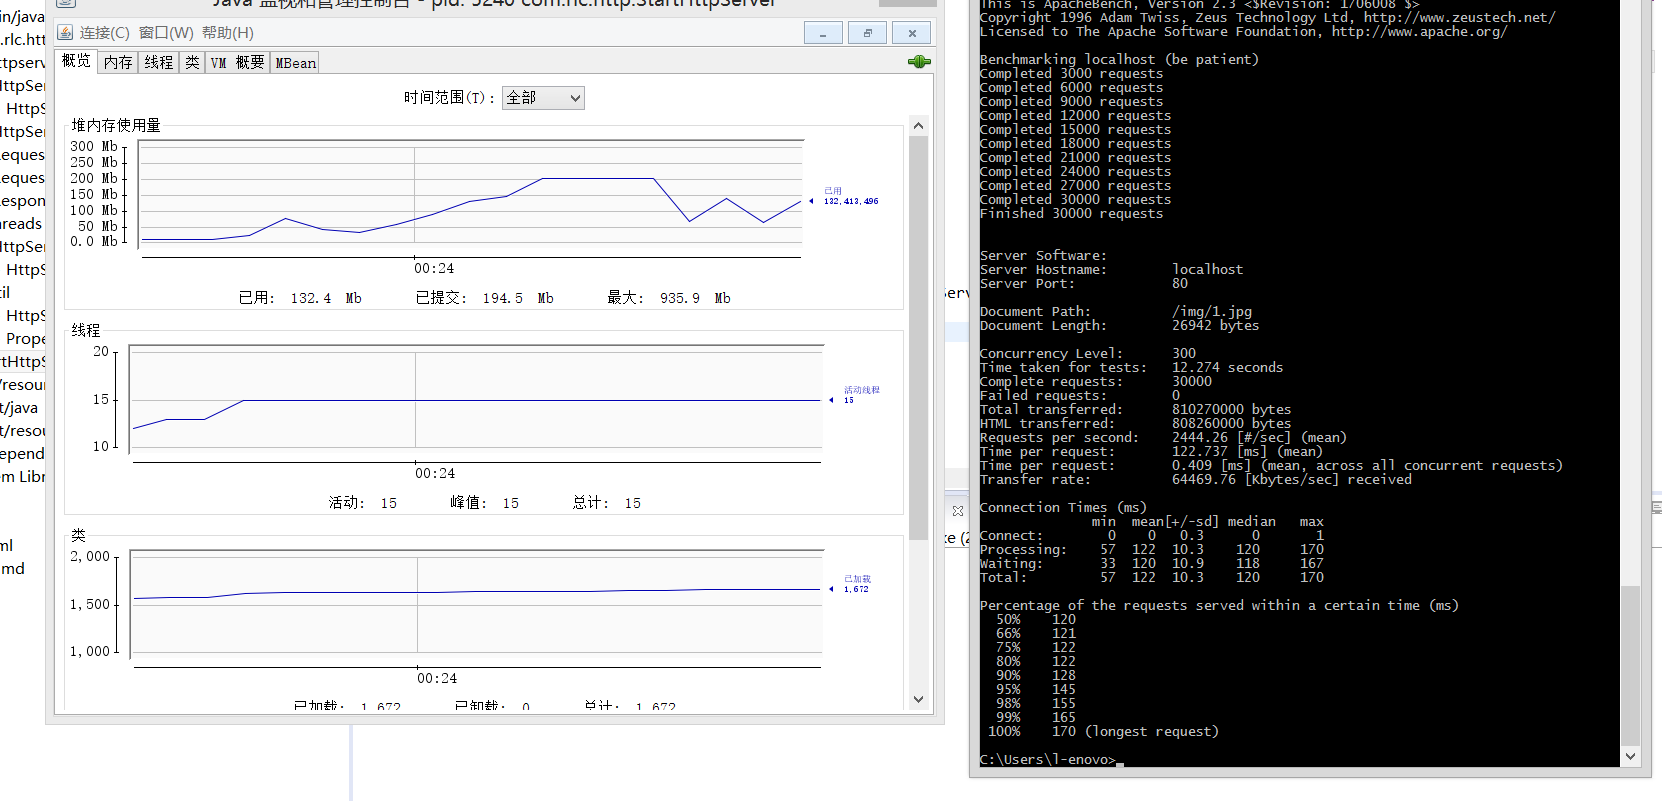 Java 监视和管理控制台 - pid: 5240 com.rlc.http.StartHttpServer
连接(C) 窗口(W) 帮助(H)
概览 内存 线程 类 VM 概要 MBean
时间范围(T): 全部
堆内存使用量
300 Mb
250 Mb
200 Mb
150 Mb
100 Mb
50 Mb
0.0 Mb
已用
132,413,496
00:24
已用: 132.4 Mb 已提交: 194.5 Mb 最大: 935.9 Mb
线程
20
15
10
活动线程
15
00:24
活动: 15 峰值: 15 总计: 15
类
2,000
1,500
1,000
已加载
1,672
00:24
已加载: 1,672 已卸载: 0 总计: 1,672
in/java
.rlc.htt
ttpserv
HttpSer
HttpS
HttpSer
Reques
Reques
Respon
hreads
HttpSer
HttpS
til
HttpS
Prope
rtHttpS
/resour
t/java
t/resou
epend
em Libr
ml
.md
Serv
ke (2
This is ApacheBench, Version 2.3 <$Revision: 1706008 $>
Copyright 1996 Adam Twiss, Zeus Technology Ltd, http://www.zeustech.net/
Licensed to The Apache Software Foundation, http://www.apache.org/
Benchmarking localhost (be patient)
Completed 3000 requests
Completed 6000 requests
Completed 9000 requests
Completed 12000 requests
Completed 15000 requests
Completed 18000 requests
Completed 21000 requests
Completed 24000 requests
Completed 27000 requests
Completed 30000 requests
Finished 30000 requests
Server Software:
Server Hostname: localhost
Server Port: 80
Document Path: /img/1.jpg
Document Length: 26942 bytes
Concurrency Level: 300
Time taken for tests: 12.274 seconds
Complete requests: 30000
Failed requests: 0
Total transferred: 810270000 bytes
HTML transferred: 808260000 bytes
Requests per second: 2444.26 [#/sec] (mean)
Time per request: 122.737 [ms] (mean)
Time per request: 0.409 [ms] (mean, across all concurrent requests)
Transfer rate: 64469.76 [Kbytes/sec] received
Connection Times (ms)
min mean[+/-sd] median max
Connect: 0 0 0.3 0 1
Processing: 57 122 10.3 120 170
Waiting: 33 120 10.9 118 167
Total: 57 122 10.3 120 170
Percentage of the requests served within a certain time (ms)
50% 120
66% 121
75% 122
80% 122
90% 128
95% 145
98% 155
99% 165
100% 170 (longest request)
C:\Users\l-enovo>